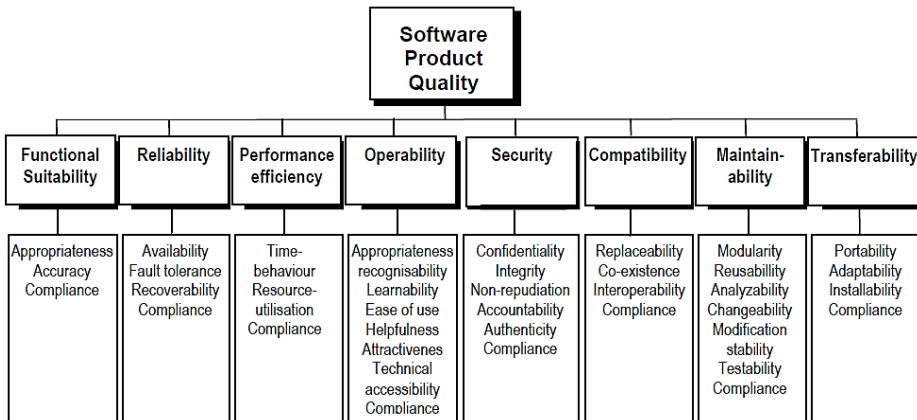 Software
Product
Quality
Functional
Suitability
Reliability
Performance
efficiency
Operability
Security
Compatibility
Maintain-
ability
Transferability
Appropriateness
Accuracy
Compliance
Availability
Fault tolerance
Recoverability
Compliance
Time-
behaviour
Resource-
utilisation
Compliance
Appropriateness
recognisability
Learnability
Ease of use
Helpfulness
Attractivenes
Technical
accessibility
Compliance
Confidentiality
Integrity
Non-repudiation
Accountability
Authenticity
Compliance
Replaceability
Co-existence
Interoperability
Compliance
Modularity
Reusabillity
Analyzability
Changeability
Modification
stability
Testability
Compliance
Portability
Adaptability
Installability
Compliance